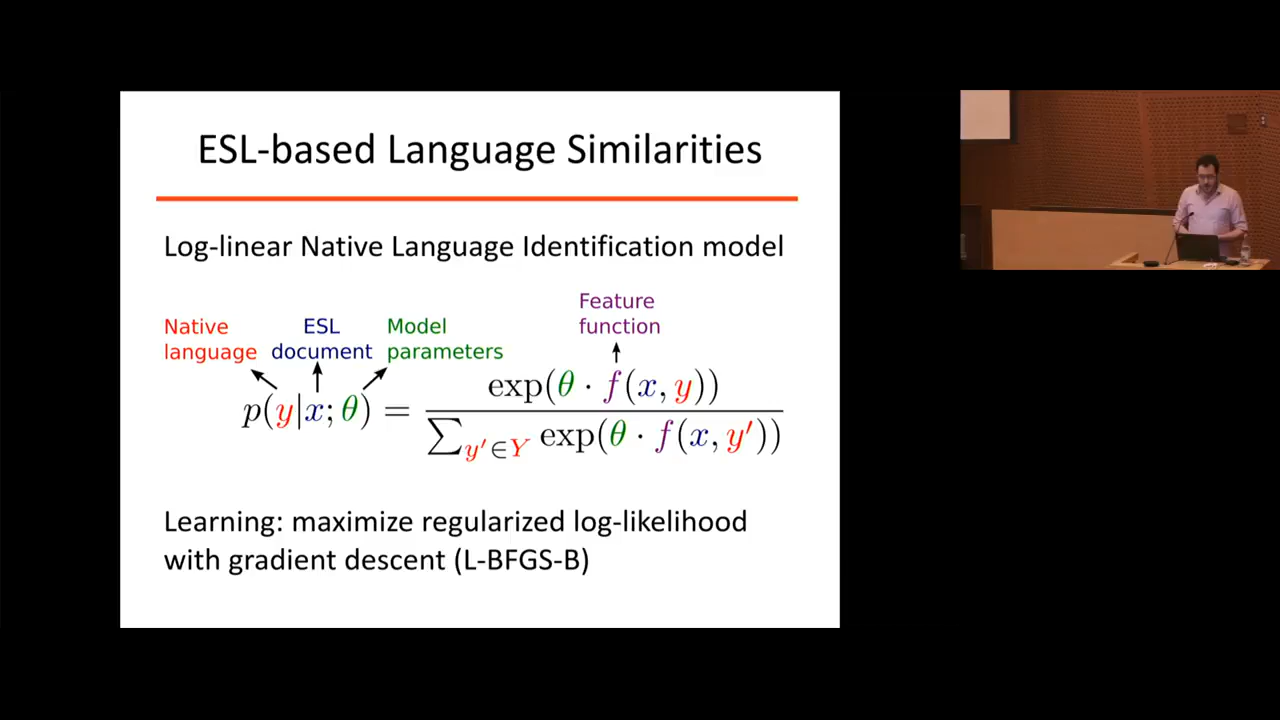 ESL-based Language Similarities
Log-linear Native Language Identification model
Native language
ESL document
Model parameters
Feature function
p(y|x; θ) = exp(θ · f(x, y)) / ∑_{y′∈Y} exp(θ · f(x, y′))
Learning: maximize regularized log-likelihood
with gradient descent (L-BFGS-B)